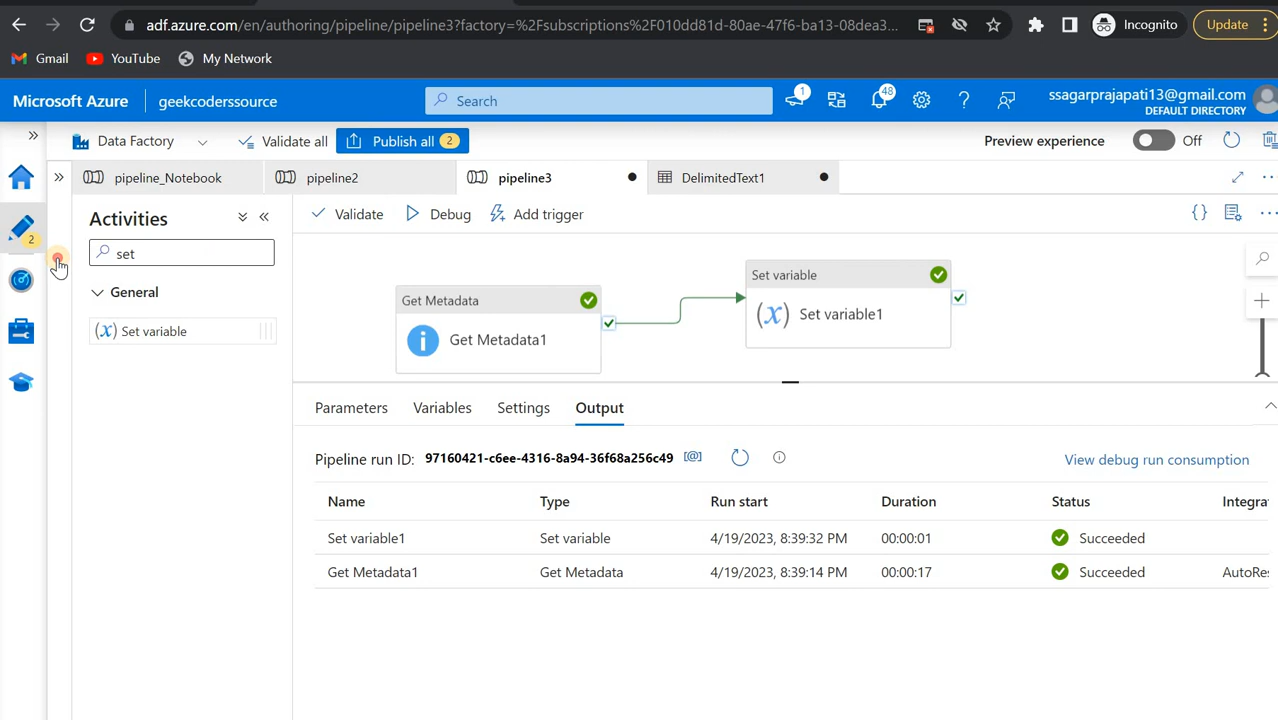 adf.azure.com/en/authoring/pipeline/pipeline3?factory=%2Fsubscriptions%2F010dd81d-80ae-47f6-ba13-08dea3...
Incognito
Update
Gmail
YouTube
My Network
Microsoft Azure
geekcoderssource
Search
1
48
ssagarprajapati13@gmail.com
DEFAULT DIRECTORY
Data Factory
Validate all
Publish all 2
Preview experience
Off
pipeline_Notebook
pipeline2
pipeline3
DelimitedText1
2
Activities
Validate
Debug
Add trigger
set
General
(x) Set variable
Get Metadata
Get Metadata1
Set variable
(x) Set variable1
Parameters
Variables
Settings
Output
Pipeline run ID: 97160421-c6ee-4316-8a94-36f68a256c49 [@]
View debug run consumption
Name Type Run start Duration Status Integra
Set variable1 Set variable 4/19/2023, 8:39:32 PM 00:00:01 Succeeded
Get Metadata1 Get Metadata 4/19/2023, 8:39:14 PM 00:00:17 Succeeded AutoRes